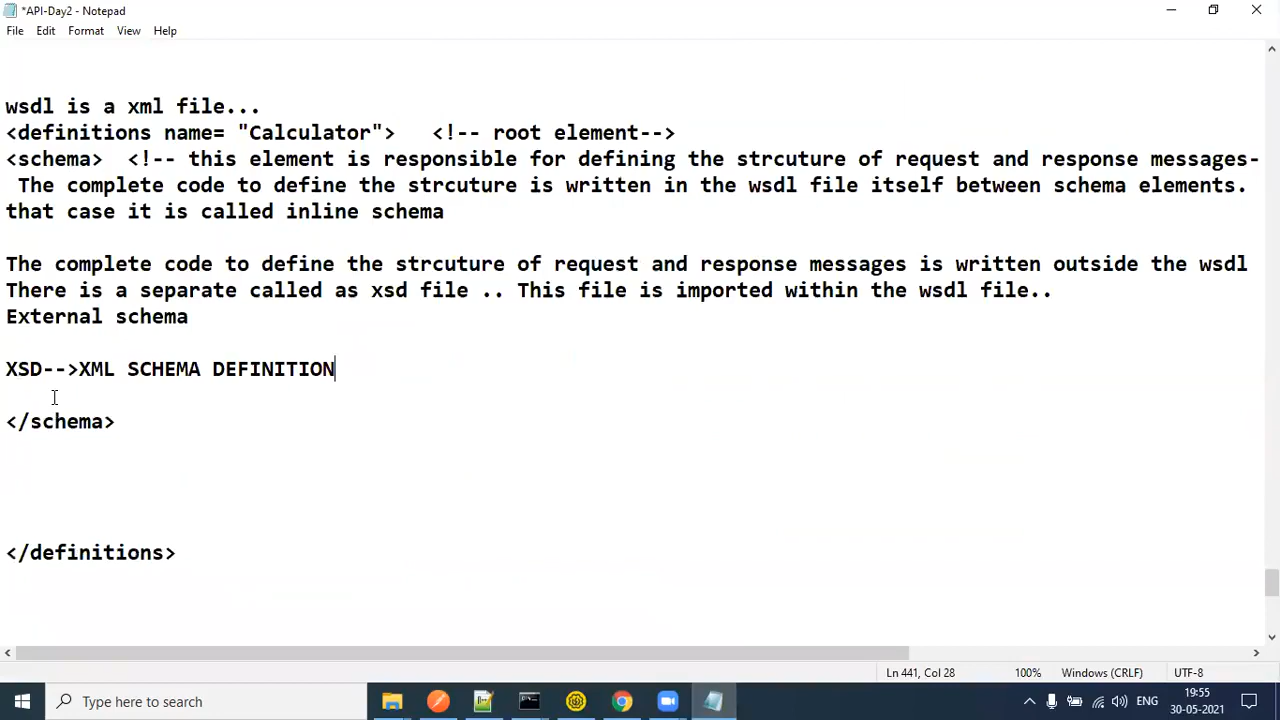 *API-Day2 - Notepad
File Edit Format View Help
wsdl is a xml file...
<definitions name= "Calculator"> <!-- root element-->
<schema> <!-- this element is responsible for defining the strcuture of request and response messages-
The complete code to define the strcuture is written in the wsdl file itself between schema elements.
that case it is called inline schema
The complete code to define the strcuture of request and response messages is written outside the wsdl
There is a separate called as xsd file .. This file is imported within the wsdl file..
External schema
XSD-->XML SCHEMA DEFINITION
</schema>
</definitions>
Ln 441, Col 28 100% Windows (CRLF) UTF-8
Type here to search
ENG
19:55
30-05-2021